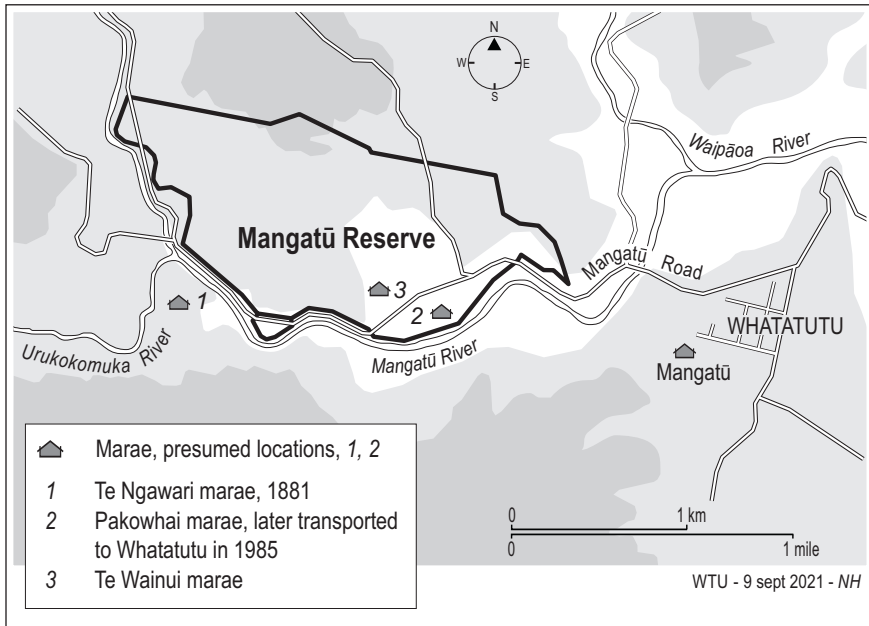 N
W E
S
Waipāoa River
Mangatū Reserve
Mangatū Road
3
1
2
WHATATUTU
Urukokomuka River
Mangatū River
Mangatū
Marae, presumed locations, 1, 2
1 Te Ngawari marae, 1881
2 Pakowhai marae, later transported
to Whatatutu in 1985
3 Te Wainui marae
0 1 km
0 1 mile
WTU - 9 sept 2021 - NH